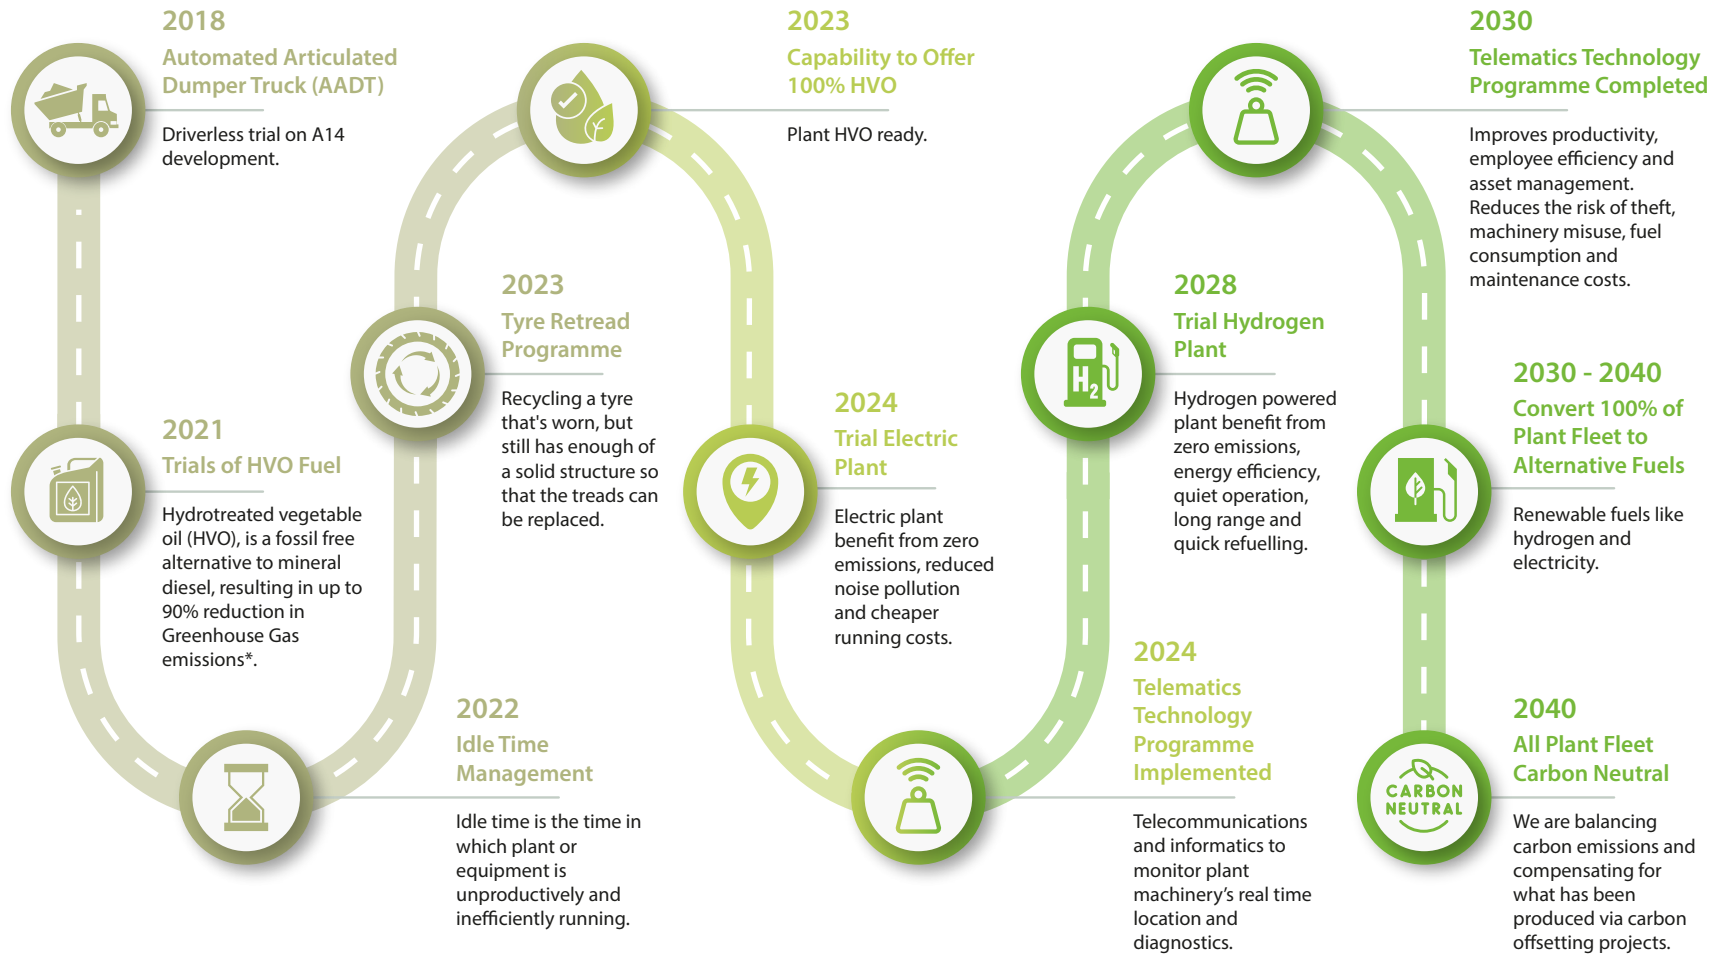 2018
Automated Articulated
Dumper Truck (AADT)
Driverless trial on A14
development.
2021
Trials of HVO Fuel
Hydrotreated vegetable
oil (HVO), is a fossil free
alternative to mineral
diesel, resulting in up to
90% reduction in
Greenhouse Gas
emissions*.
2022
Idle Time
Management
Idle time is the time in
which plant or
equipment is
unproductively and
inefficiently running.
2023
Tyre Retread
Programme
Recycling a tyre
that's worn, but
still has enough of
a solid structure so
that the treads can
be replaced.
2023
Capability to Offer
100% HVO
Plant HVO ready.
2024
Trial Electric
Plant
Electric plant
benefit from zero
emissions, reduced
noise pollution
and cheaper
running costs.
2024
Telematics
Technology
Programme
Implemented
Telecommunications
and informatics to
monitor plant
machinery’s real time
location and
diagnostics.
H2
2028
Trial Hydrogen
Plant
Hydrogen powered
plant benefit from
zero emissions,
energy efficiency,
quiet operation,
long range and
quick refuelling.
2030
Telematics Technology
Programme Completed
Improves productivity,
employee efficiency and
asset management.
Reduces the risk of theft,
machinery misuse, fuel
consumption and
maintenance costs.
2030 - 2040
Convert 100% of
Plant Fleet to
Alternative Fuels
Renewable fuels like
hydrogen and
electricity.
CARBON
NEUTRAL
2040
All Plant Fleet
Carbon Neutral
We are balancing
carbon emissions and
compensating for
what has been
produced via carbon
offsetting projects.